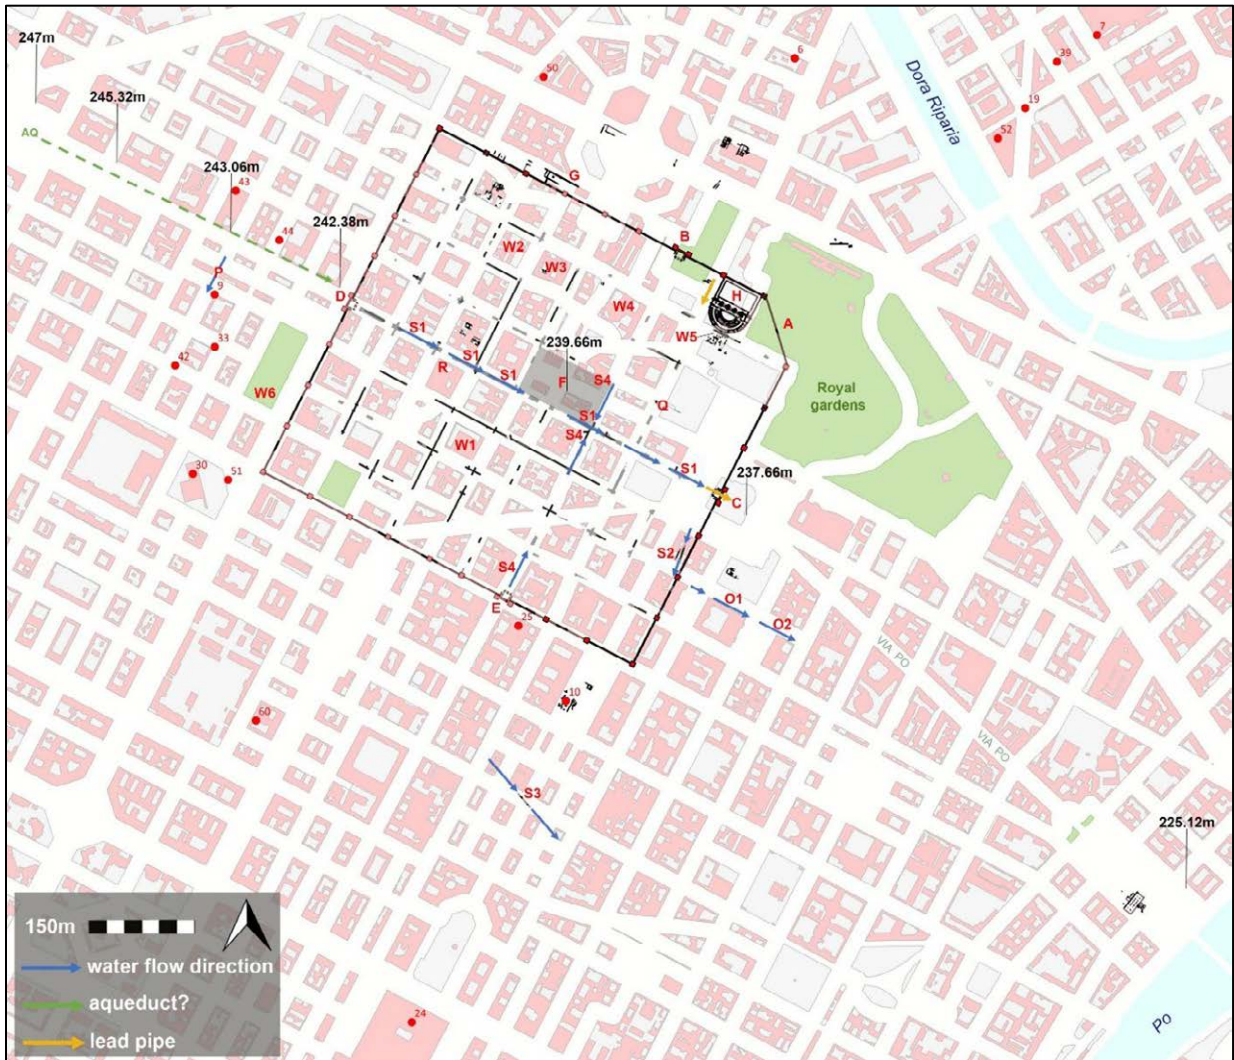 7
6
39
50
247m
Dora Riparia
245.32m
19
AQ
52
243.06m
43
G
242.38m
44
B
W2
P
W3
9
D
H
W4
A
S1
W5
33
239.66m
S1
42
R
S1
F
S4
Royal
gardens
W6
Q
S1
S4
W1
S1
30
51
237.66m
C
S2
S4
O1
E
25
O2
VIA PO
10
60
VIA PO
S3
225.12m
150m
water flow direction
aqueduct?
lead pipe
24
Po